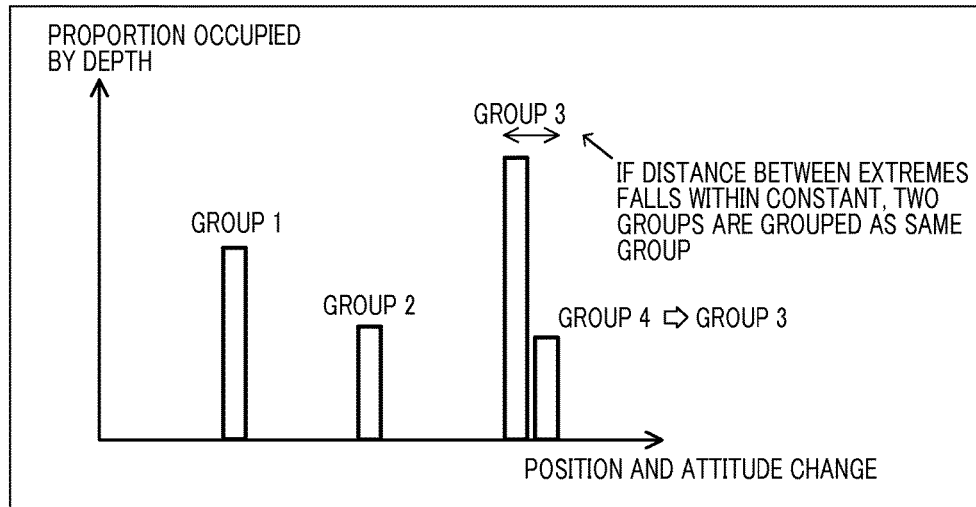 PROPORTION OCCUPIED
BY DEPTH
GROUP 3
IF DISTANCE BETWEEN EXTREMES
FALLS WITHIN CONSTANT, TWO
GROUPS ARE GROUPED AS SAME
GROUP
GROUP 1
GROUP 2
GROUP 4 ⇨ GROUP 3
POSITION AND ATTITUDE CHANGE